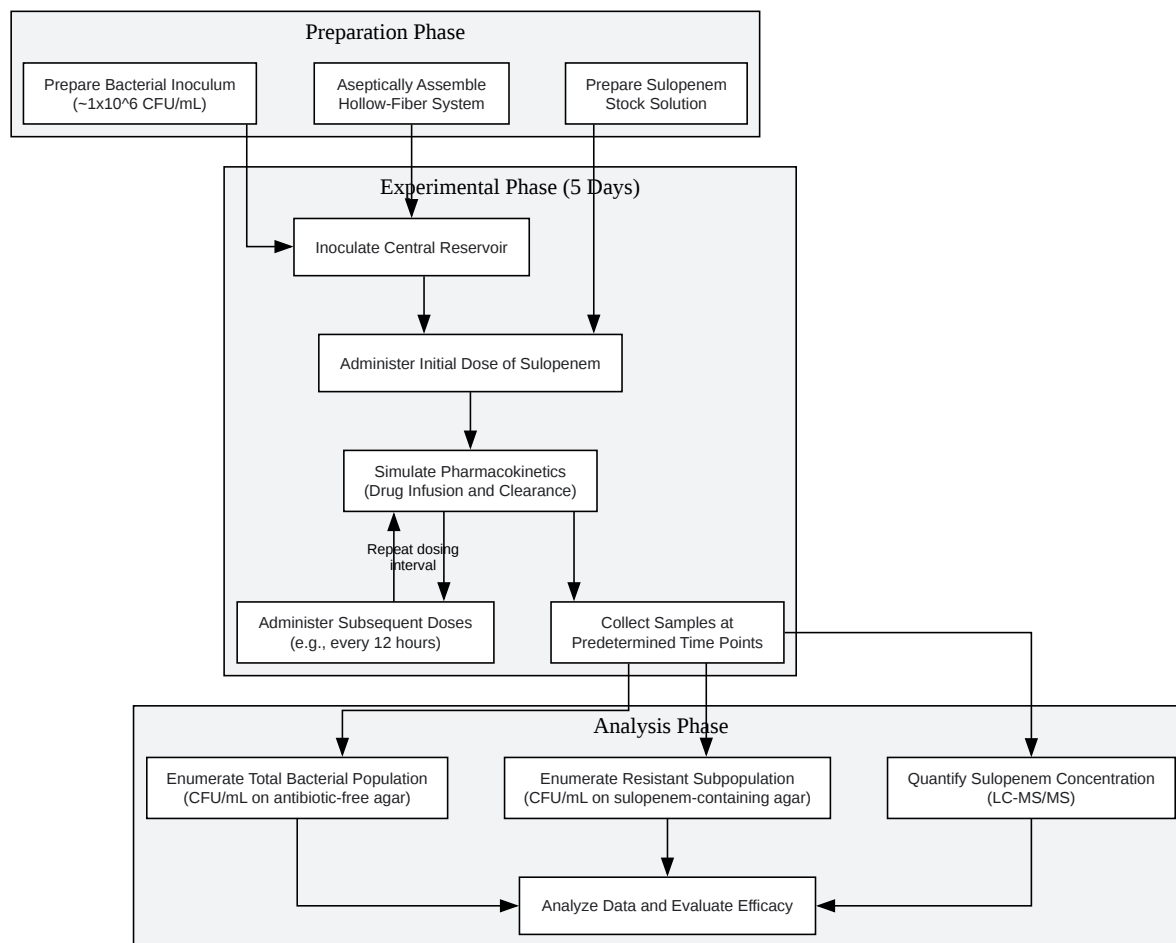 Preparation Phase
Prepare Bacterial Inoculum
(~1x10^6 CFU/mL)
Aseptically Assemble
Hollow-Fiber System
Prepare Sulopenem
Stock Solution
Experimental Phase (5 Days)
Inoculate Central Reservoir
Administer Initial Dose of Sulopenem
Simulate Pharmacokinetics
(Drug Infusion and Clearance)
Repeat dosing
interval
Administer Subsequent Doses
(e.g., every 12 hours)
Collect Samples at
Predetermined Time Points
Analysis Phase
Enumerate Total Bacterial Population
(CFU/mL on antibiotic-free agar)
Enumerate Resistant Subpopulation
(CFU/mL on sulopenem-containing agar)
Quantify Sulopenem Concentration
(LC-MS/MS)
Analyze Data and Evaluate Efficacy